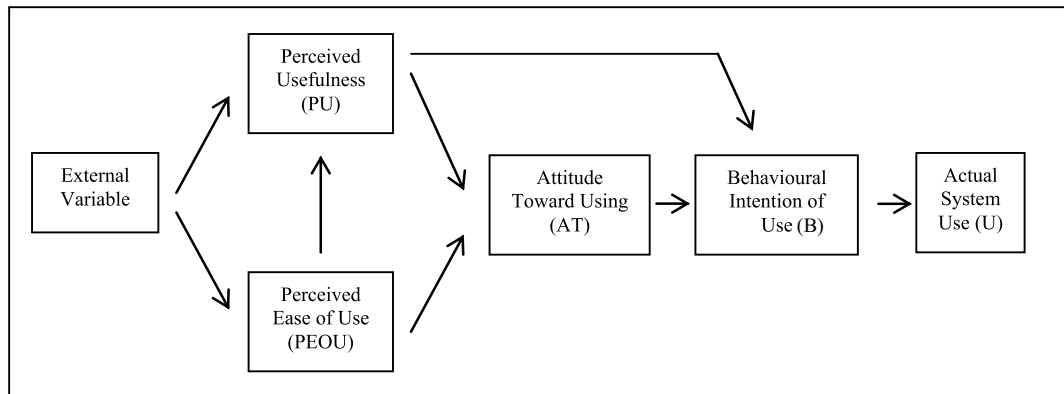 External
Variable
Perceived
Usefulness
(PU)
Perceived
Ease of Use
(PEOU)
Attitude
Toward Using
(AT)
Behavioural
Intention of
Use (B)
Actual
System
Use (U)